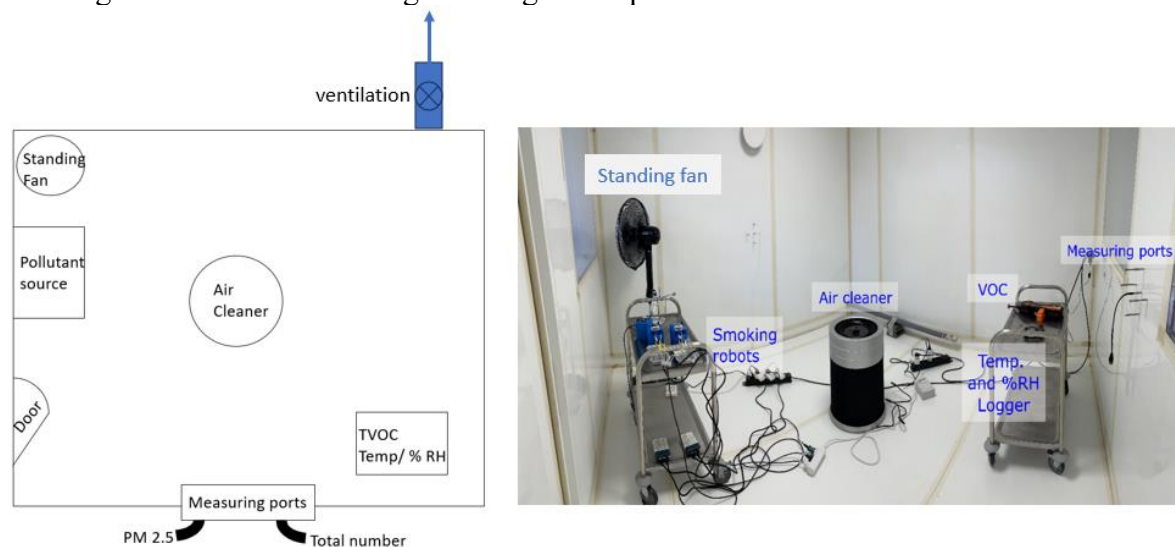 ventilation
Standing
Fan
Pollutant
source
Air
Cleaner
Door
TVOC
Temp/ % RH
Measuring ports
PM 2.5
Total number
Standing fan
Measuring ports
VOC
Air cleaner
Smoking
robots
Temp.
and %RH
Logger